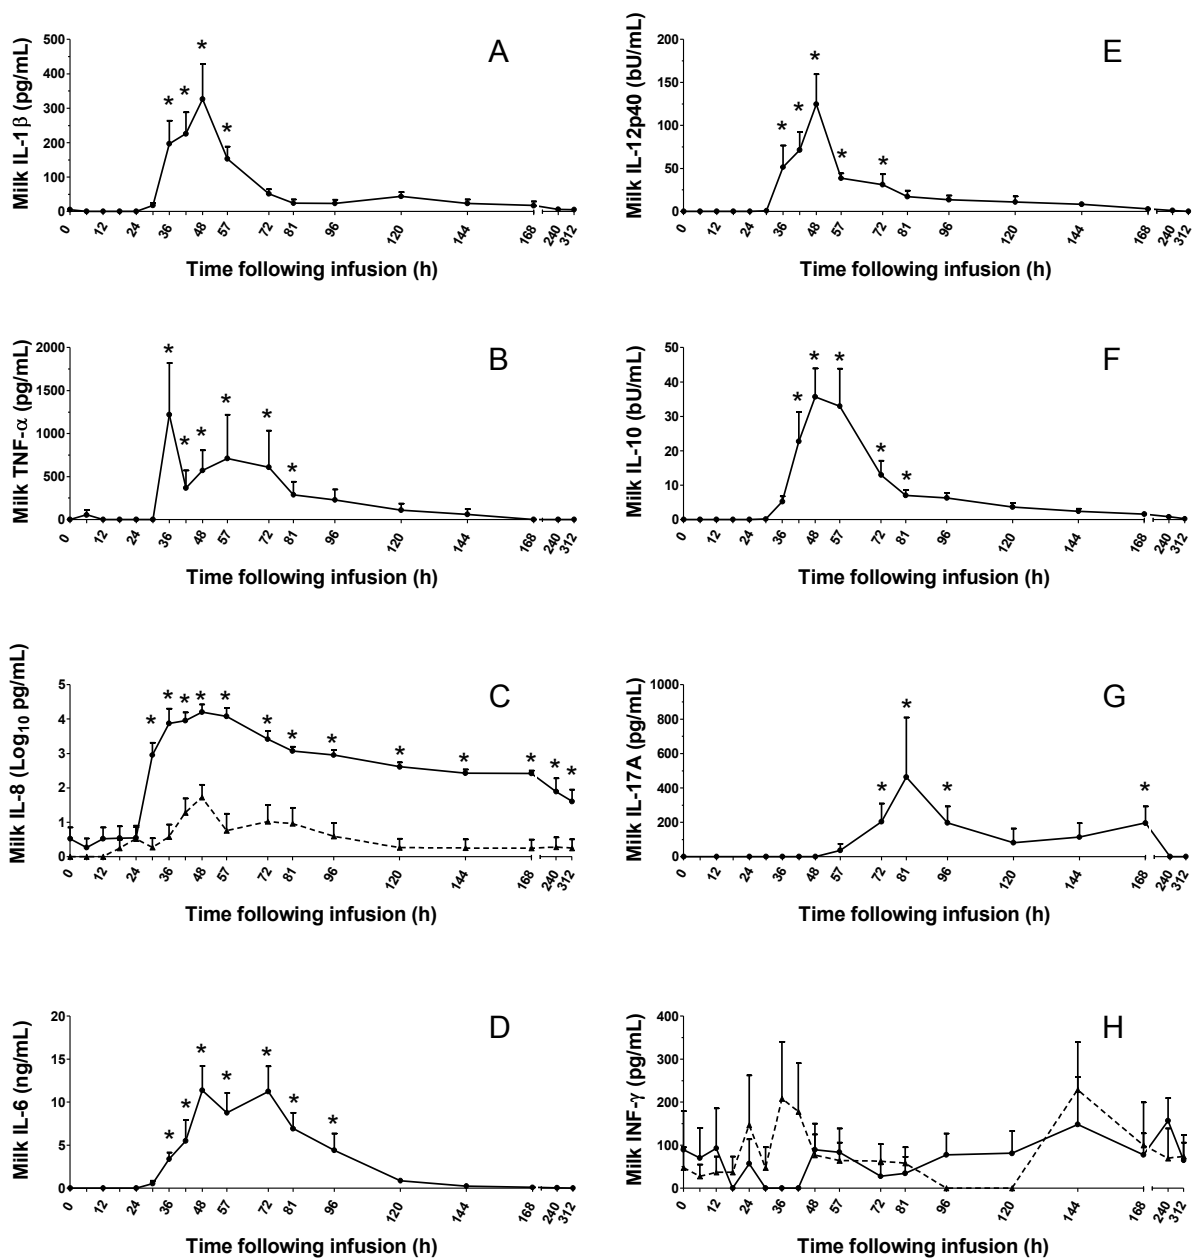 A
Milk IL-1β (pg/mL)
500
400
300
200
100
0
* * * *
0 12 24 36 48 57 72 81 96 120 144 168 240 312
Time following infusion (h)
E
Milk IL-12p40 (bU/mL)
200
150
100
50
0
* * * * *
0 12 24 36 48 57 72 81 96 120 144 168 240 312
Time following infusion (h)
B
Milk TNF-α (pg/mL)
2000
1500
1000
500
0
* * * * * *
0 12 24 36 48 57 72 81 96 120 144 168 240 312
Time following infusion (h)
F
Milk IL-10 (bU/mL)
50
40
30
20
10
0
* * * * *
0 12 24 36 48 57 72 81 96 120 144 168 240 312
Time following infusion (h)
C
Milk IL-8 (Log10 pg/mL)
5
4
3
2
1
0
* * * * * * * * * * * * *
0 12 24 36 48 57 72 81 96 120 144 168 240 312
Time following infusion (h)
G
Milk IL-17A (pg/mL)
1000
800
600
400
200
0
* * * *
0 12 24 36 48 57 72 81 96 120 144 168 240 312
Time following infusion (h)
D
Milk IL-6 (ng/mL)
20
15
10
5
0
* * * * * * *
0 12 24 36 48 57 72 81 96 120 144 168 240 312
Time following infusion (h)
H
Milk INF-γ (pg/mL)
400
300
200
100
0
0 12 24 36 48 57 72 81 96 120 144 168 240 312
Time following infusion (h)